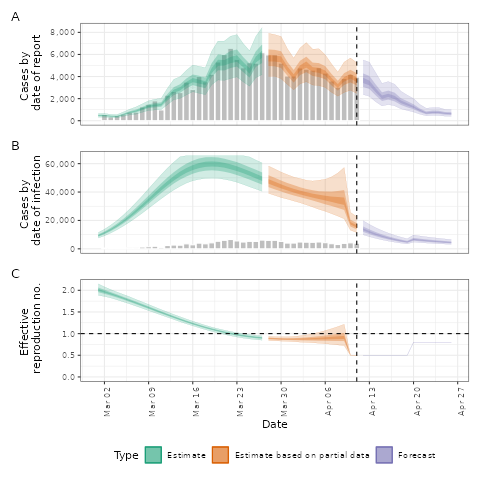 A
Cases by
date of report
8,000
6,000
4,000
2,000
0
B
Cases by
date of infection
60,000
40,000
20,000
0
C
Effective
reproduction no.
2.0
1.5
1.0
0.5
0.0
Mar 02
Mar 09
Mar 16
Mar 23
Mar 30
Apr 06
Apr 13
Apr 20
Apr 27
Date
Type
Estimate
Estimate based on partial data
Forecast